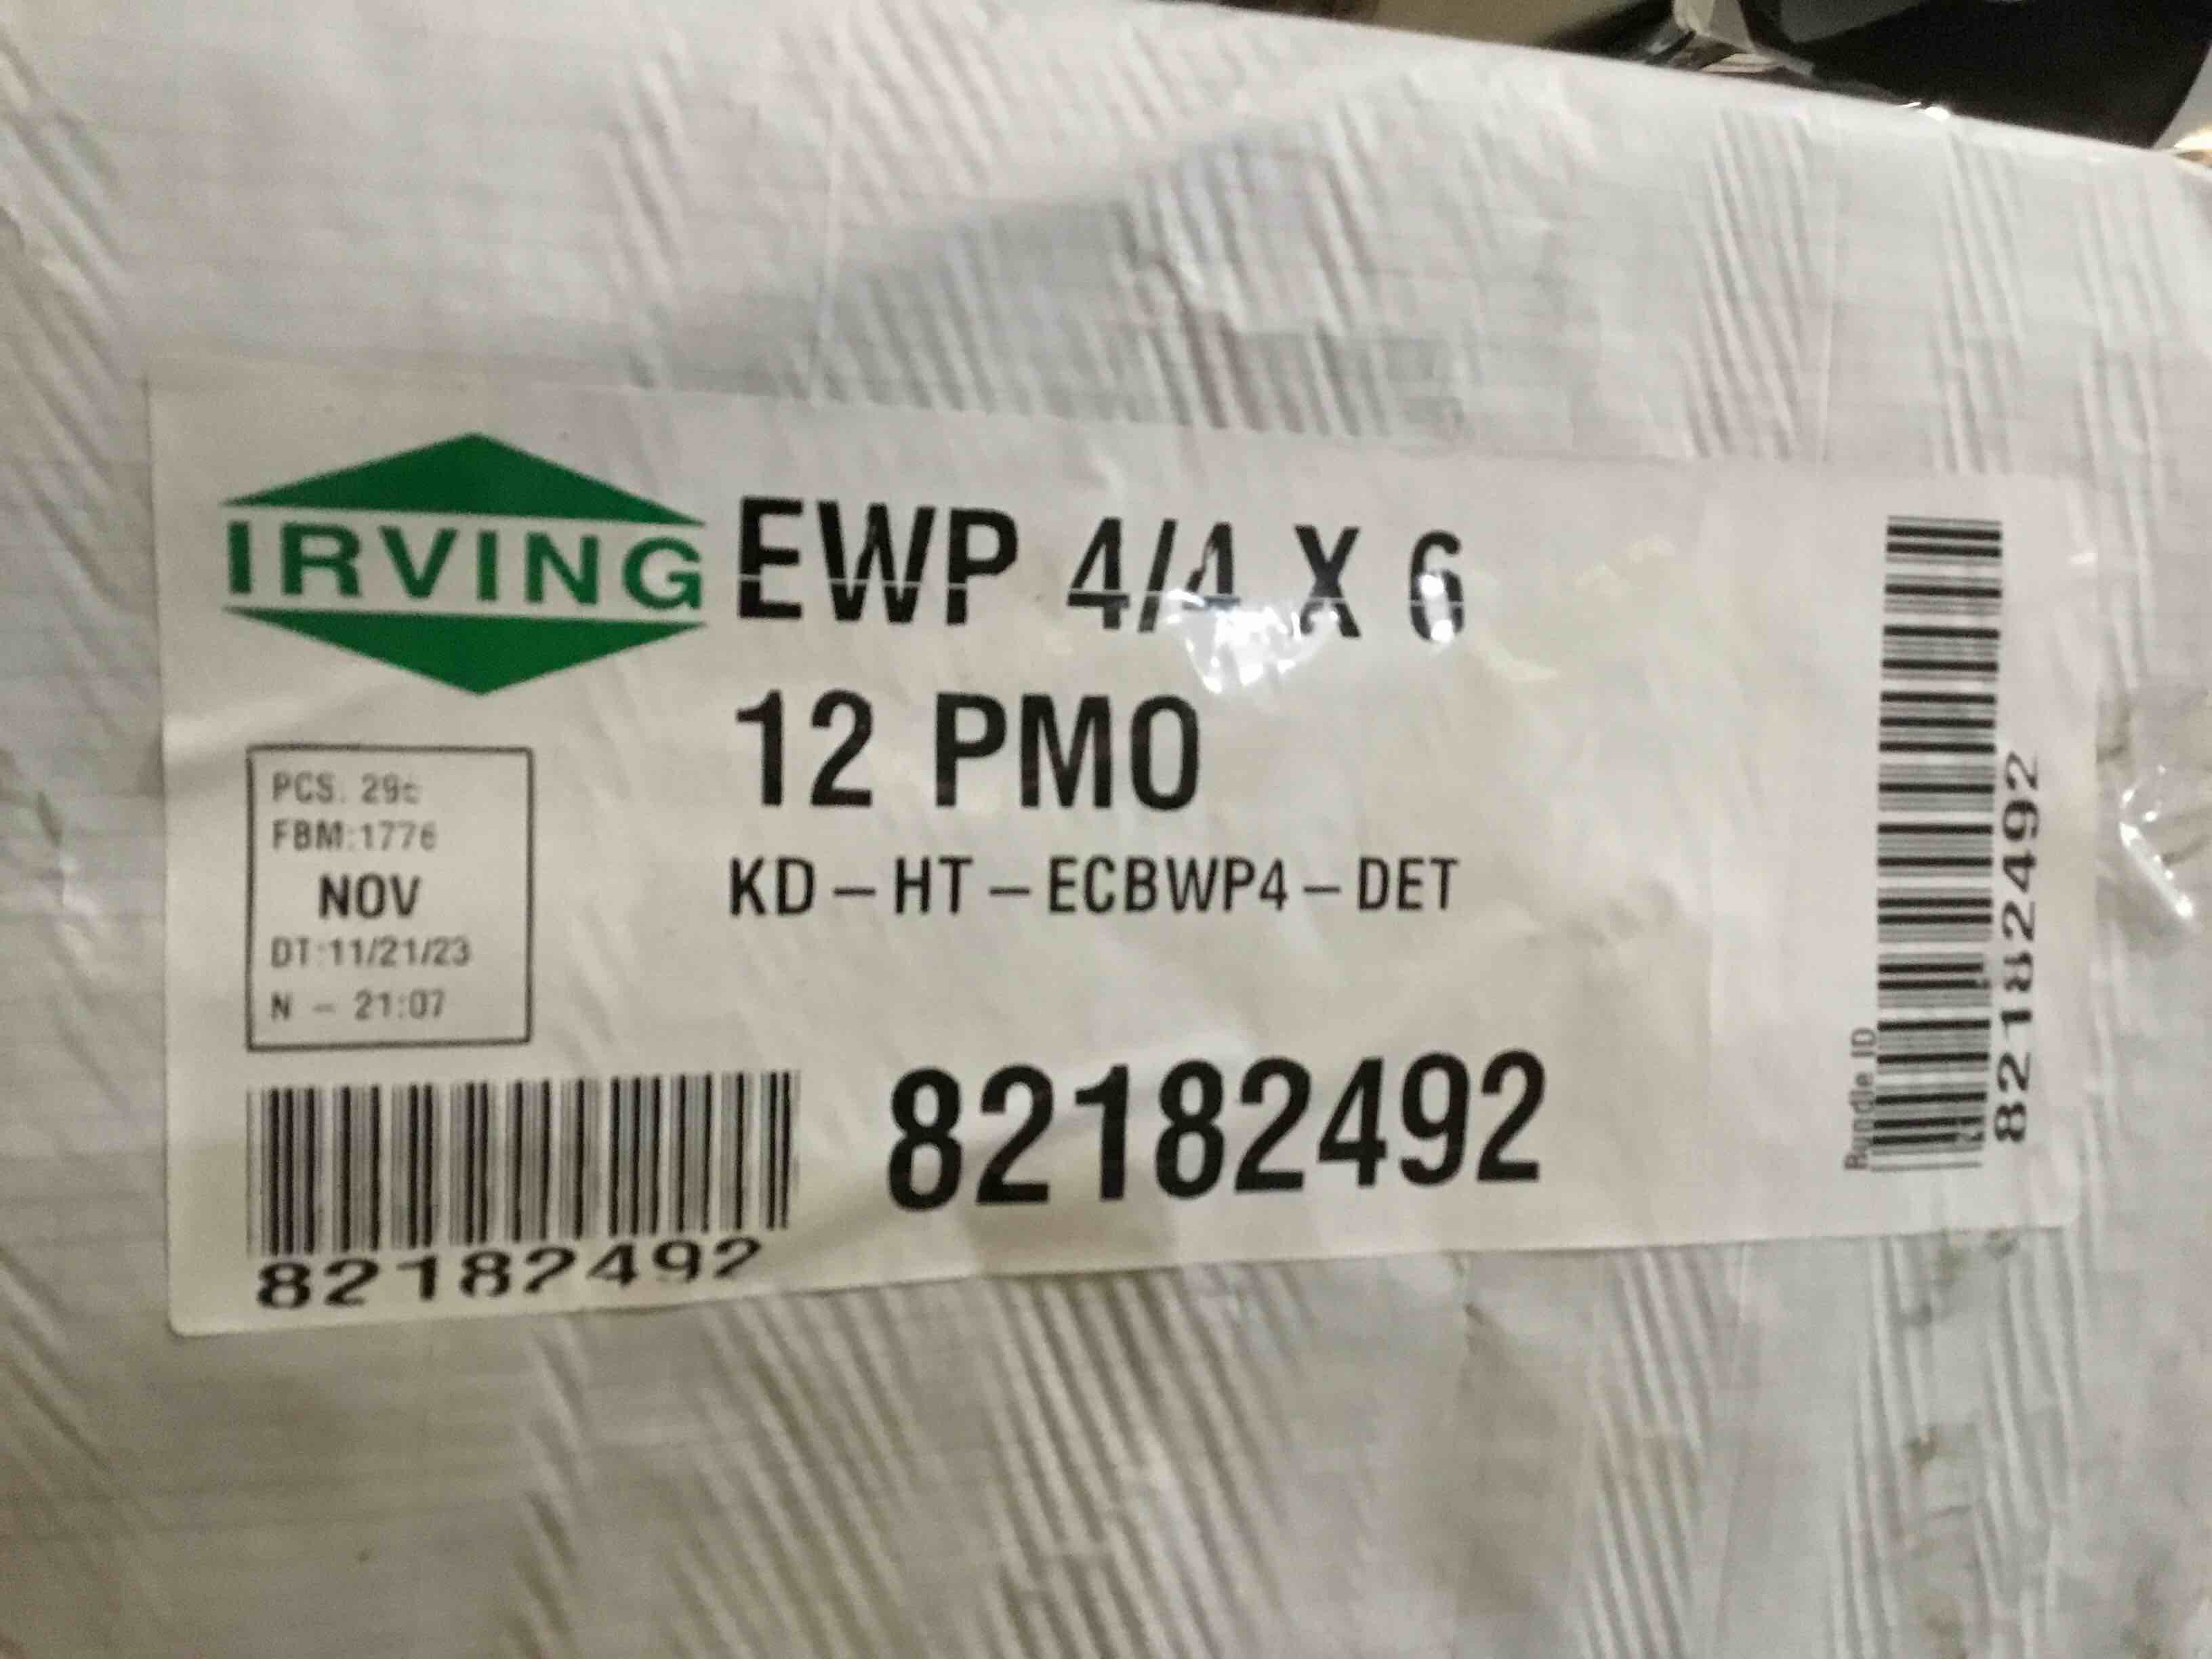 IRVING
EWP 4/4 X 6
12 PMO
KD – HT – ECBWP4 – DET
PCS.
FBM:1776
NOV
DT:11/21/23
N – 21:07
82182492
82182492
Bundle ID
82182492